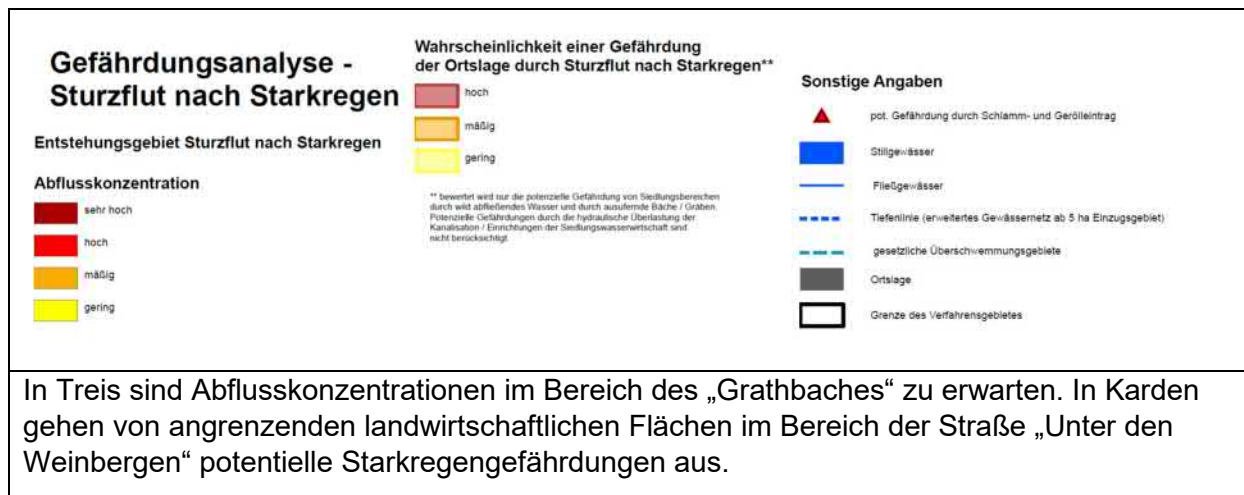 Gefährdungsanalyse -
Sturzflut nach Starkregen
Entstehungsgebiet Sturzflut nach Starkregen
Abflusskonzentration
sehr hoch
hoch
mäßig
gering
Wahrscheinlichkeit einer Gefährdung
der Ortslage durch Sturzflut nach Starkregen**
hoch
mäßig
gering
** bewertet wird nur die potenzielle Gefährdung von Siedlungsbereichen
durch wild abfließendes Wasser und durch ausufernde Bäche / Gräben.
Potenzielle Gefährdungen durch die hydraulische Überlastung der
Kanalisation / Einrichtungen der Siedlungswasserwirtschaft sind
nicht berücksichtigt.
Sonstige Angaben
pot. Gefährdung durch Schlamm- und Gerölleintrag
Stillgewässer
Fließgewässer
Tiefenlinie (erweitertes Gewässernetz ab 5 ha Einzugsgebiet)
gesetzliche Überschwemmungsgebiete
Ortslage
Grenze des Verfahrensgebietes
In Treis sind Abflusskonzentrationen im Bereich des „Grathbaches“ zu erwarten. In Karden
gehen von angrenzenden landwirtschaftlichen Flächen im Bereich der Straße „Unter den
Weinbergen“ potentielle Starkregengefährdungen aus.